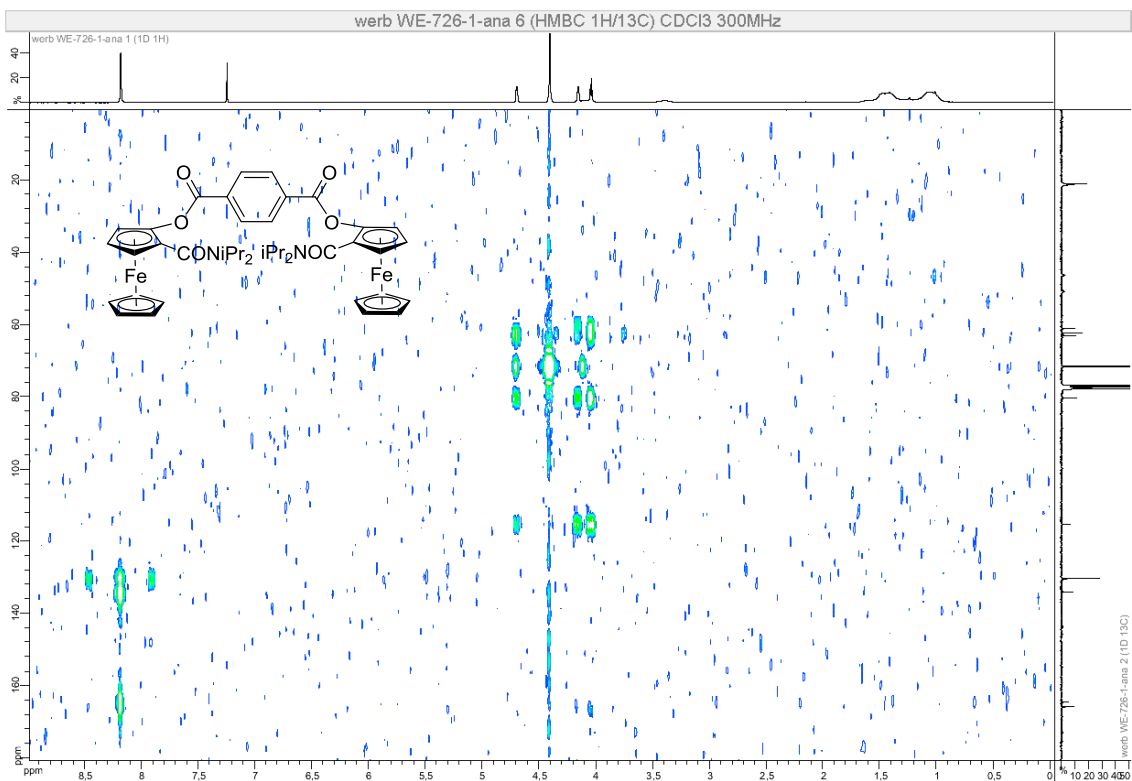 werb WE-726-1-ana 6 (HMBC 1H/13C) CDCl3 300MHz
werb WE-726-1-ana 1 (1D 1H)
40
20
%
O
O
O
O
CONiPr2 iPr2NOC
Fe
Fe
20
40
60
80
100
120
140
160
ppm
ppm
8,5
8
7,5
7
6,5
6
5,5
5
4,5
4
3,5
3
2,5
2
1,5
1
0,5
0
% 10 20 30 40 50
werb WE-726-1-ana 2 (1D 13C)